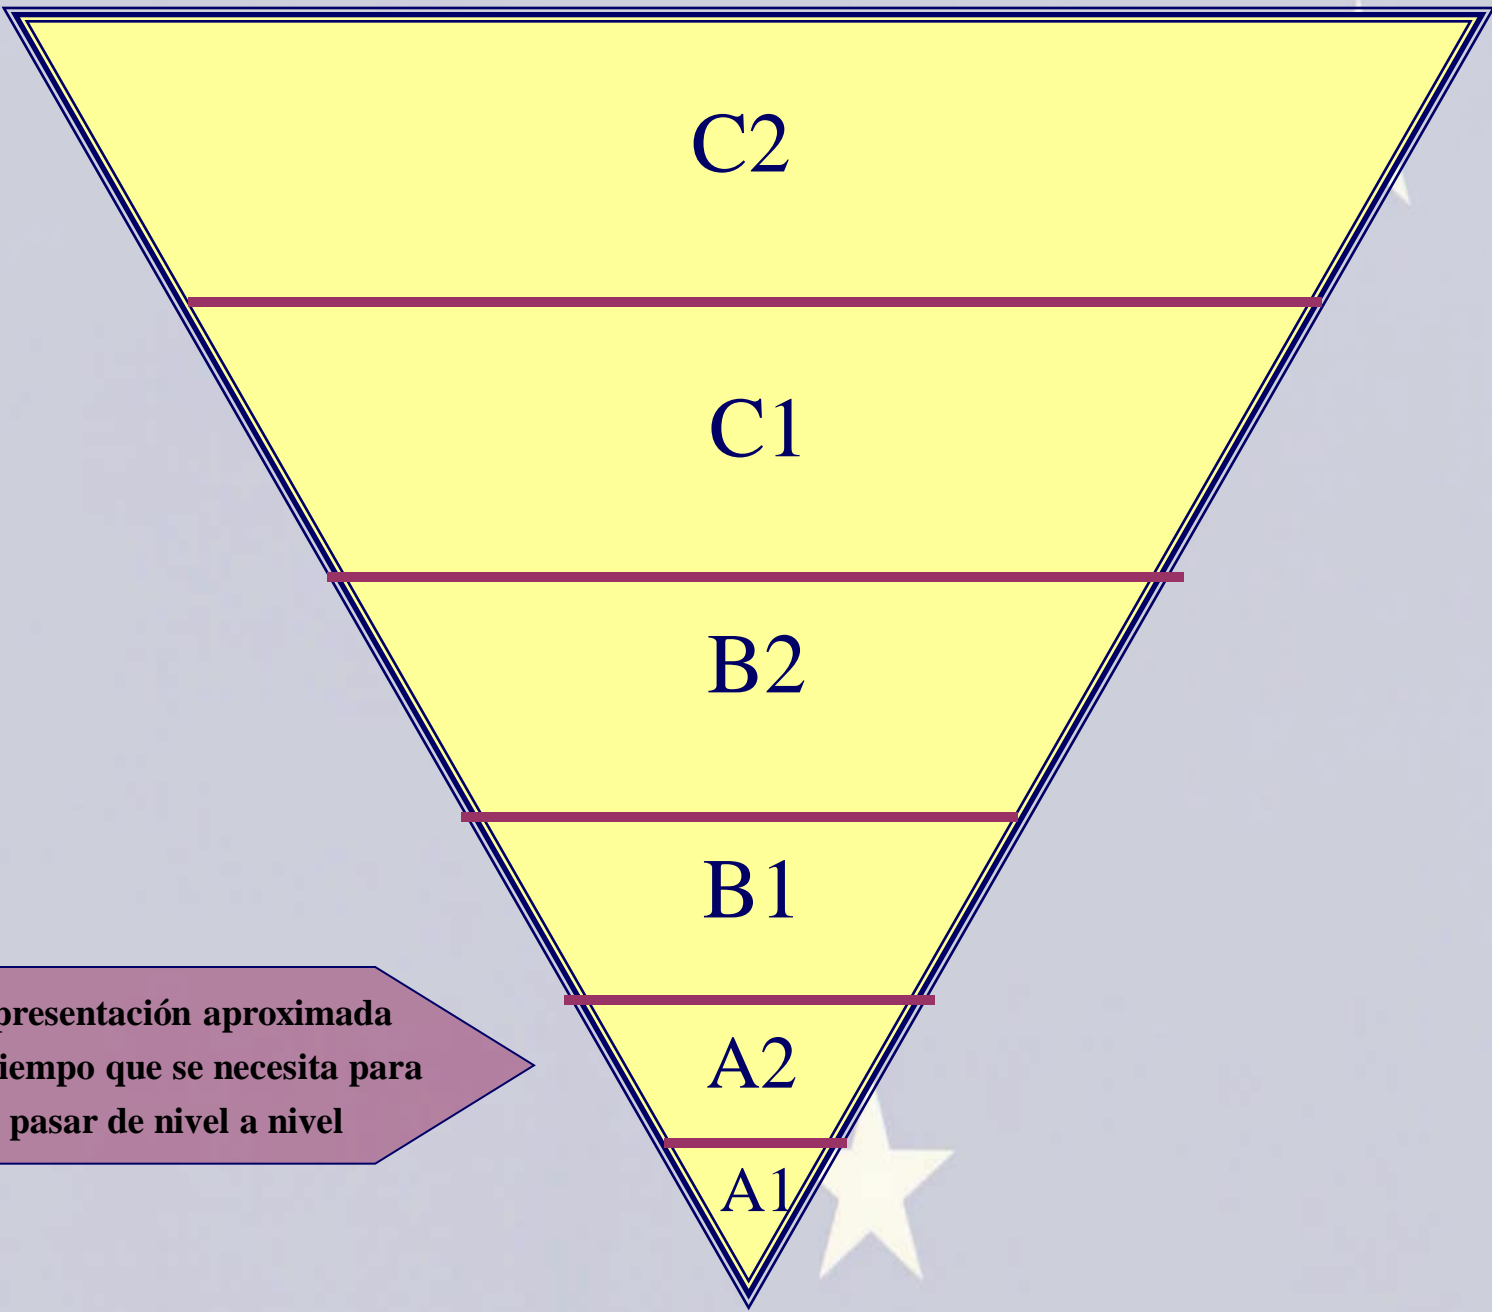 C2
C1
B2
B1
presentación aproximada
iempo que se necesita para
pasar de nivel a nivel
A2
A1